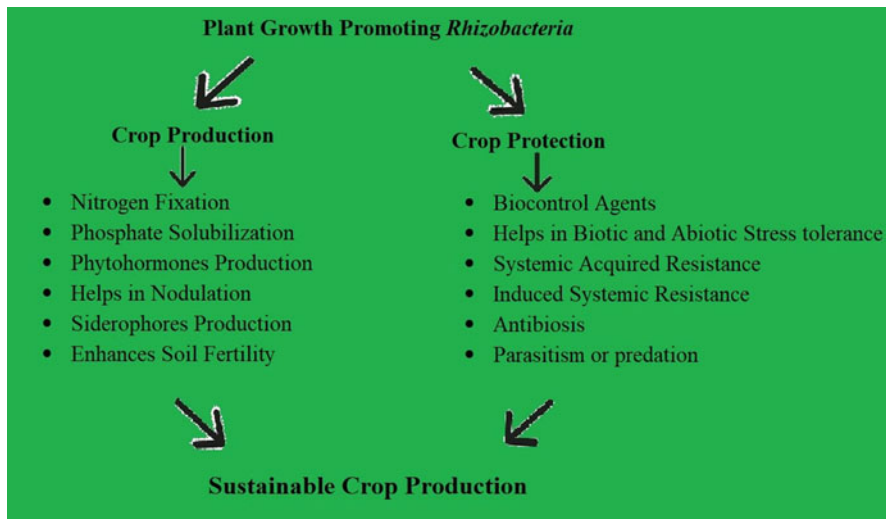 Plant Growth Promoting Rhizobacteria
Crop Production
• Nitrogen Fixation
• Phosphate Solubilization
• Phytohormones Production
• Helps in Nodulation
• Siderophores Production
• Enhances Soil Fertility
Crop Protection
• Biocontrol Agents
• Helps in Biotic and Abiotic Stress tolerance
• Systemic Acquired Resistance
• Induced Systemic Resistance
• Antibiosis
• Parasitism or predation
Sustainable Crop Production